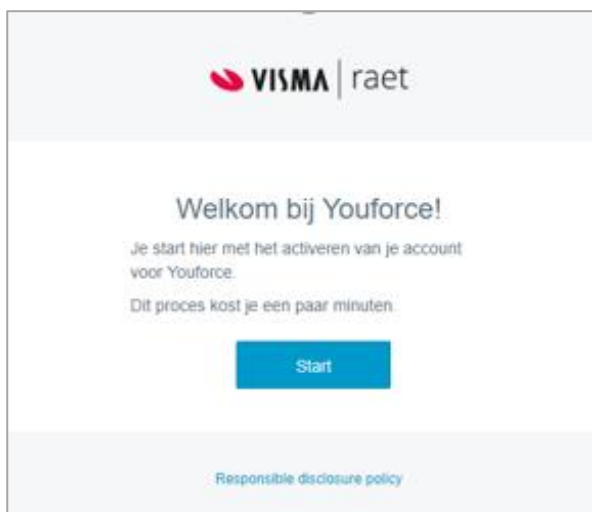 VISMA | raet
Welkom bij Youforce!
Je start hier met het activeren van je account
voor Youforce.
Dit proces kost je een paar minuten.
Start
Responsible disclosure policy